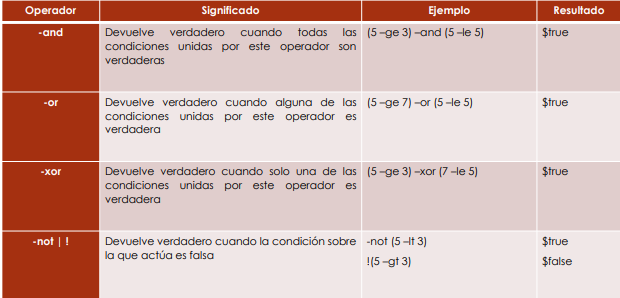 Operador Significado Ejemplo Resultado
-and Devuelve verdadero cuando todas las (5 –ge 3) –and (5 –le 5) $true
condiciones unidas por este operador son
verdaderas
-or Devuelve verdadero cuando alguna de las (5 –ge 7) –or (5 –le 5) $true
condiciones unidas por este operador es
verdadera
-xor Devuelve verdadero cuando solo una de las (5 –ge 3) –xor (7 –le 5) $true
condiciones unidas por este operador es
verdadera
-not | ! Devuelve verdadero cuando la condición sobre -not (5 –lt 3) $true
la que actúa es falsa !(5 –gt 3) $false